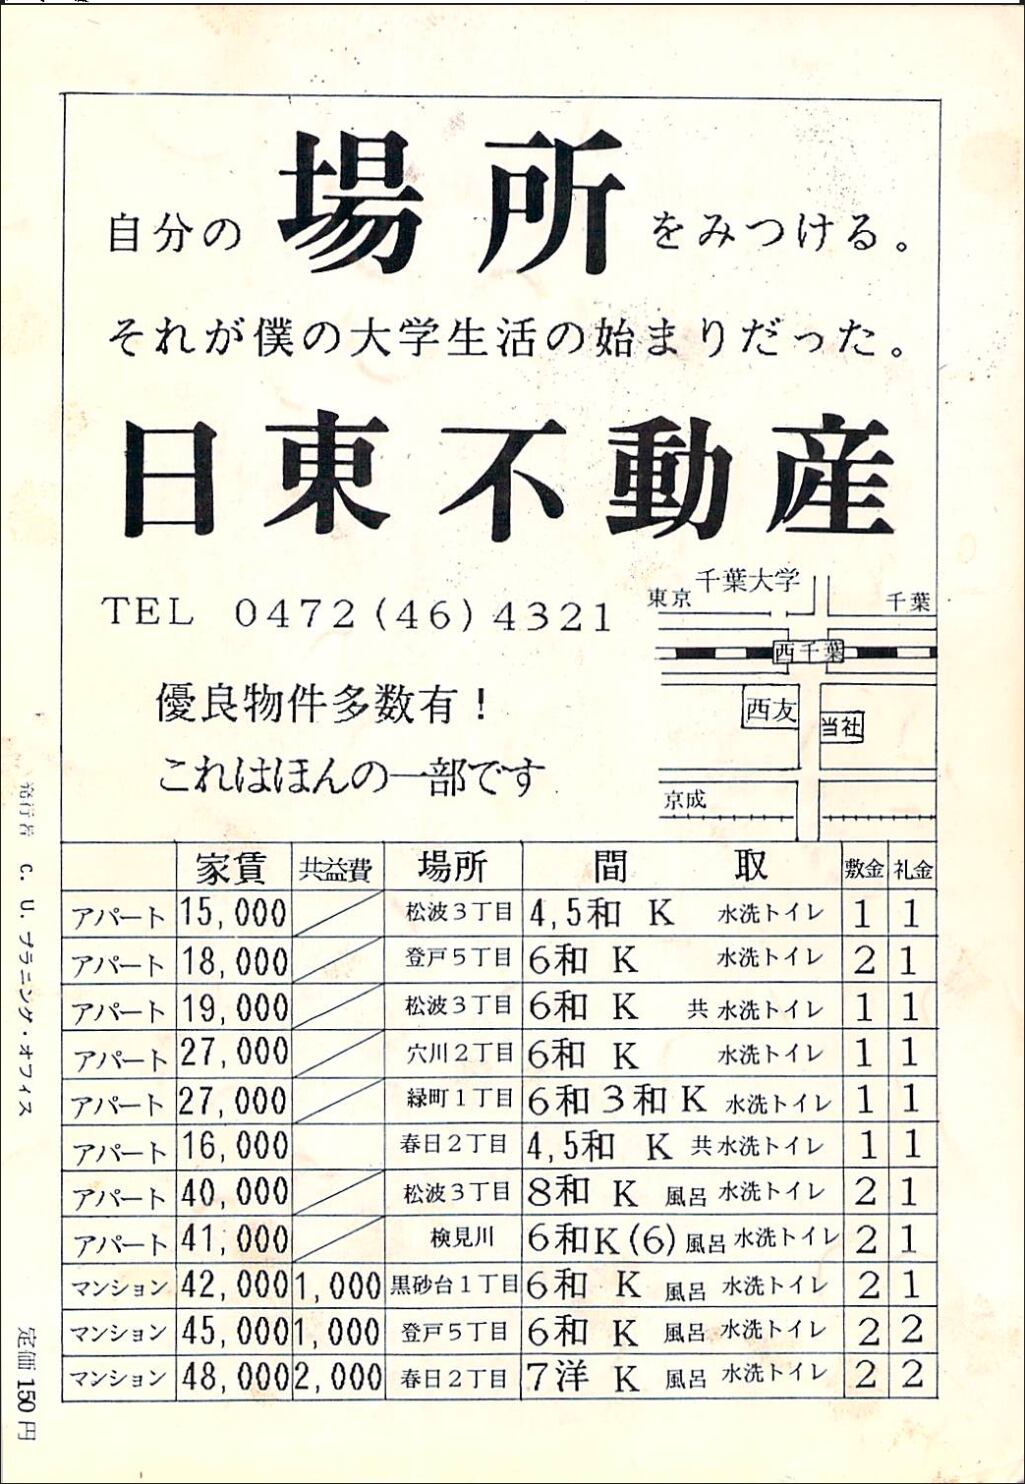 自分の場所をみつける。
それが僕の大学生活の始まりだった。
日東不動産
TEL 0472(46)4321
優良物件多数有！
これはほんの一部です
千葉大学
東京 千葉
西千葉
西友
当社
京成
家賃 共益費 場所 間取 敷金 礼金
アパート 15,000 松波3丁目 4,5和 K 水洗トイレ 1 1
アパート 18,000 登戸5丁目 6和 K 水洗トイレ 2 1
アパート 19,000 松波3丁目 6和 K 共 水洗トイレ 1 1
アパート 27,000 穴川2丁目 6和 K 水洗トイレ 1 1
アパート 27,000 緑町1丁目 6和3和K 水洗トイレ 1 1
アパート 16,000 春日2丁目 4,5和 K 共水洗トイレ 1 1
アパート 40,000 松波3丁目 8和 K 風呂 水洗トイレ 2 1
アパート 41,000 検見川 6和K(6) 風呂 水洗トイレ 2 1
マンション 42,000 1,000 黒砂台1丁目 6和 K 風呂 水洗トイレ 2 1
マンション 45,000 1,000 登戸5丁目 6和 K 風呂 水洗トイレ 2 2
マンション 48,000 2,000 春日2丁目 7洋 K 風呂 水洗トイレ 2 2
発行者 C. U. プラニング・オフィス
定価150円